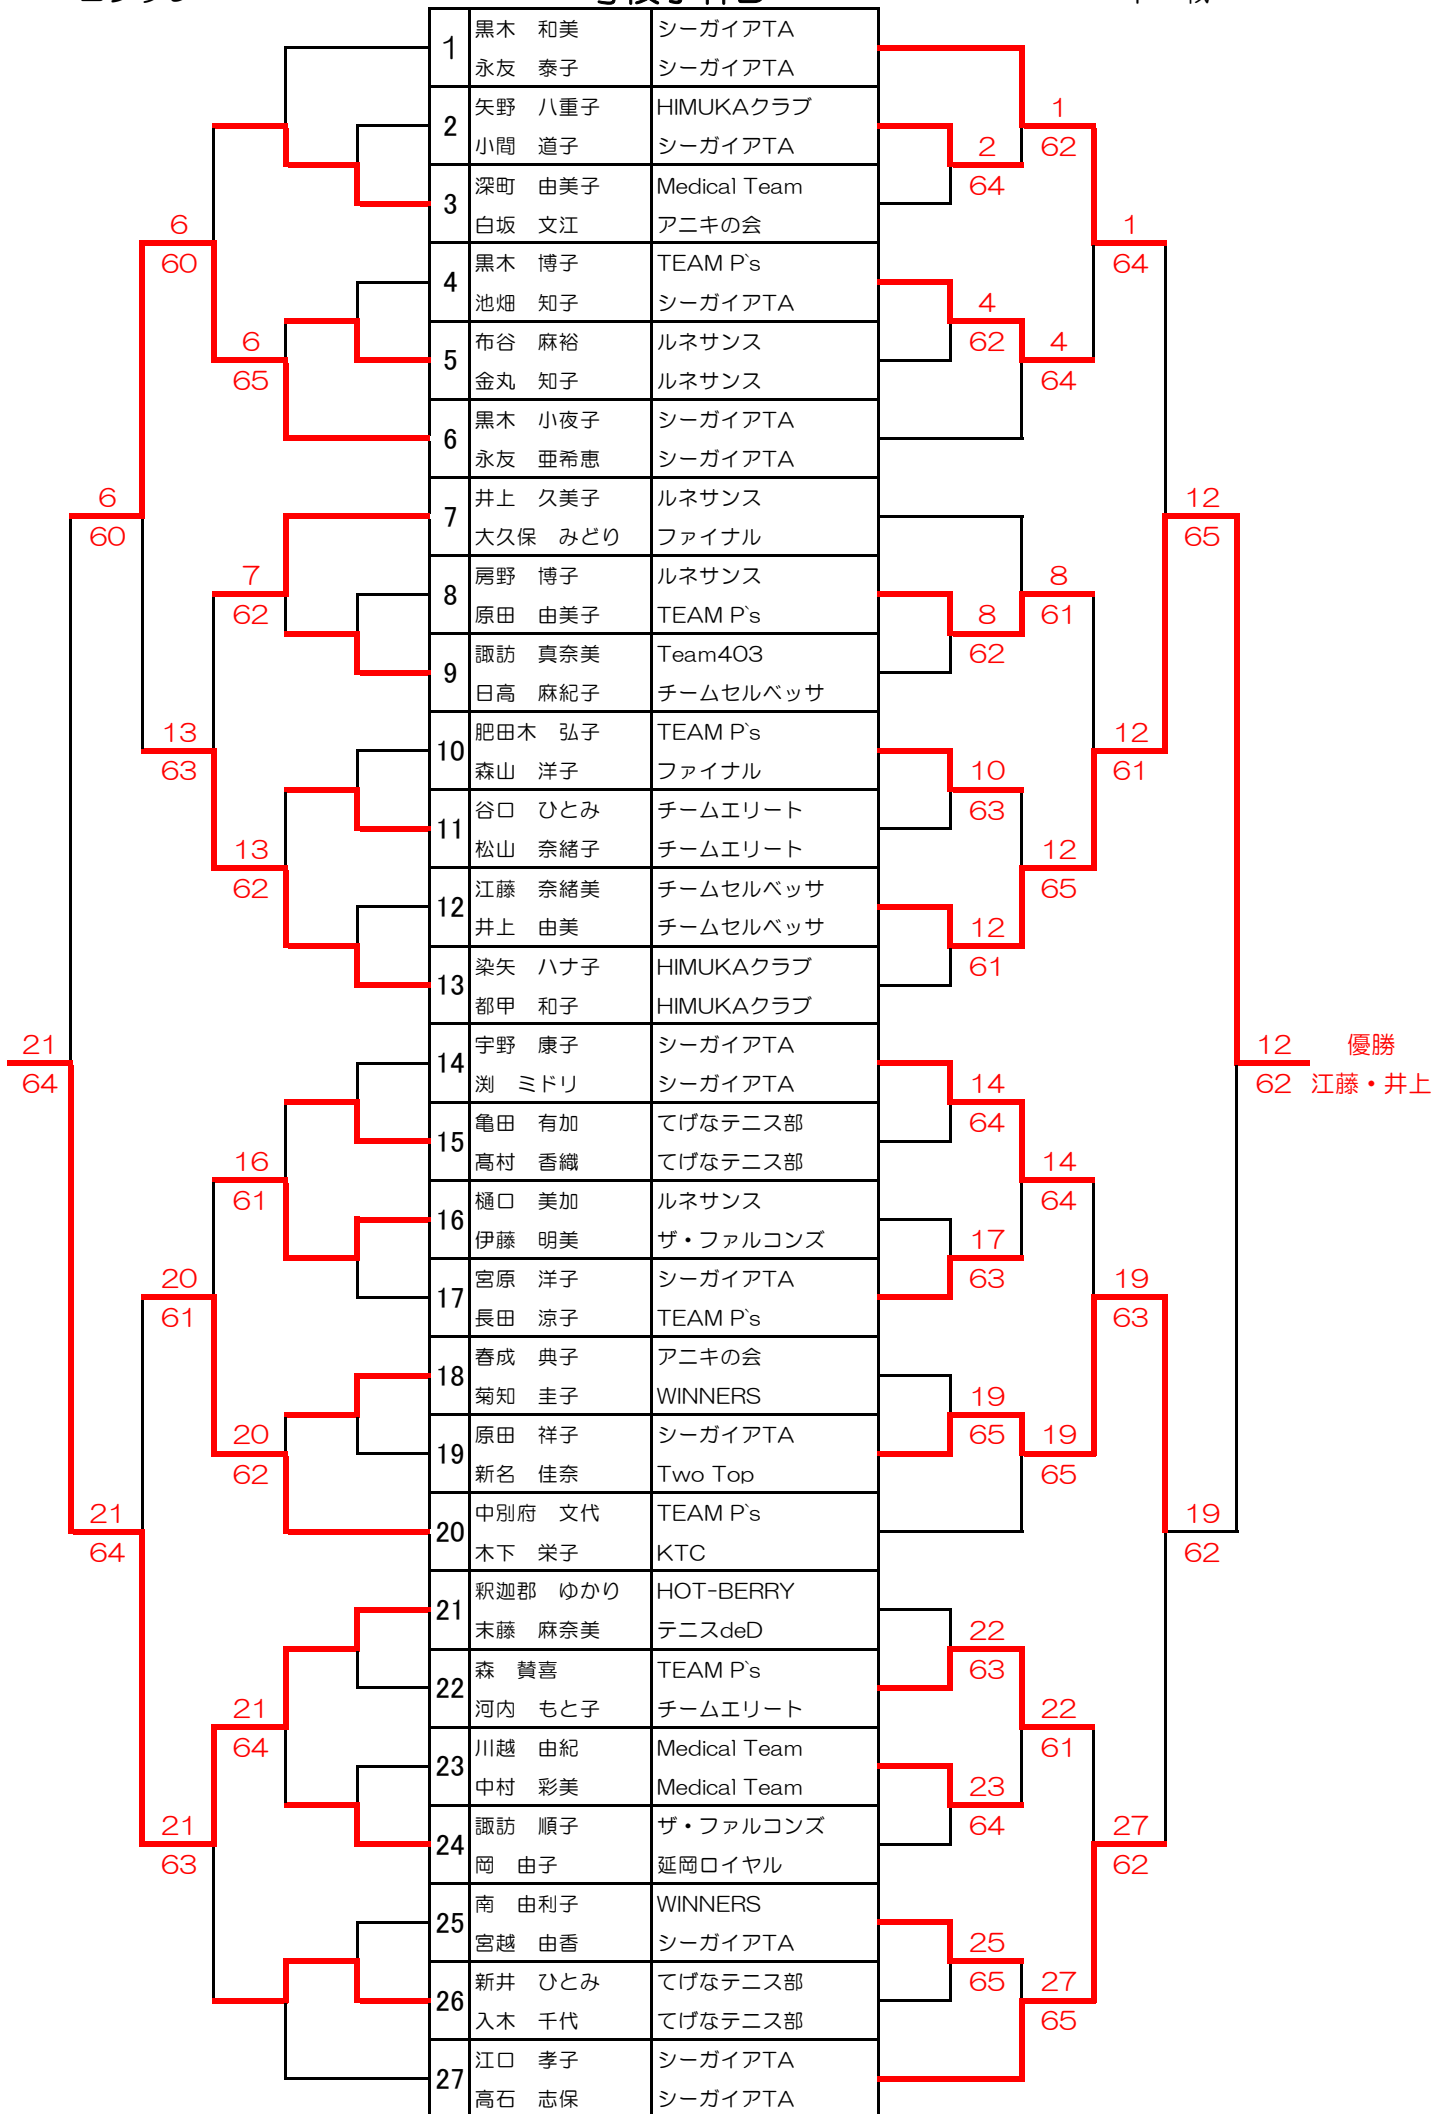 1 黒木 和美 シーガイアTA
永友 泰子 シーガイアTA
2 矢野 八重子 HIMUKAクラブ
小間 道子 シーガイアTA
3 深町 由美子 Medical Team
白坂 文江 アニキの会
4 黒木 博子 TEAM P`s
池畑 知子 シーガイアTA
5 布谷 麻裕 ルネサンス
金丸 知子 ルネサンス
6 黒木 小夜子 シーガイアTA
永友 亜希恵 シーガイアTA
7 井上 久美子 ルネサンス
大久保 みどり ファイナル
8 房野 博子 ルネサンス
原田 由美子 TEAM P`s
9 諏訪 真奈美 Team403
日高 麻紀子 チームセルベッサ
10 肥田木 弘子 TEAM P`s
森山 洋子 ファイナル
11 谷口 ひとみ チームエリート
松山 奈緒子 チームエリート
12 江藤 奈緒美 チームセルベッサ
井上 由美 チームセルベッサ
13 染矢 ハナ子 HIMUKAクラブ
都甲 和子 HIMUKAクラブ
14 宇野 康子 シーガイアTA
渕 ミドリ シーガイアTA
15 亀田 有加 てげなテニス部
髙村 香織 てげなテニス部
16 樋口 美加 ルネサンス
伊藤 明美 ザ・ファルコンズ
17 宮原 洋子 シーガイアTA
長田 涼子 TEAM P`s
18 春成 典子 アニキの会
菊知 圭子 WINNERS
19 原田 祥子 シーガイアTA
新名 佳奈 Two Top
20 中別府 文代 TEAM P`s
木下 栄子 KTC
21 釈迦郡 ゆかり HOT-BERRY
末藤 麻奈美 テニスdeD
22 森 賛喜 TEAM P`s
河内 もと子 チームエリート
23 川越 由紀 Medical Team
中村 彩美 Medical Team
24 諏訪 順子 ザ・ファルコンズ
岡 由子 延岡ロイヤル
25 南 由利子 WINNERS
宮越 由香 シーガイアTA
26 新井 ひとみ てげなテニス部
入木 千代 てげなテニス部
27 江口 孝子 シーガイアTA
高石 志保 シーガイアTA
6
60
6
65
6
60
7
62
13
63
13
62
21
64
16
61
20
61
20
62
21
64
21
64
21
63
1
62
2
64
1
64
4
62
4
64
12
65
8
61
8
62
12
61
10
63
12
65
12
61
12 優勝
62 江藤・井上
14
64
14
64
17
63
19
63
19
65
19
65
19
62
22
63
22
61
23
64
27
62
25
65
27
65